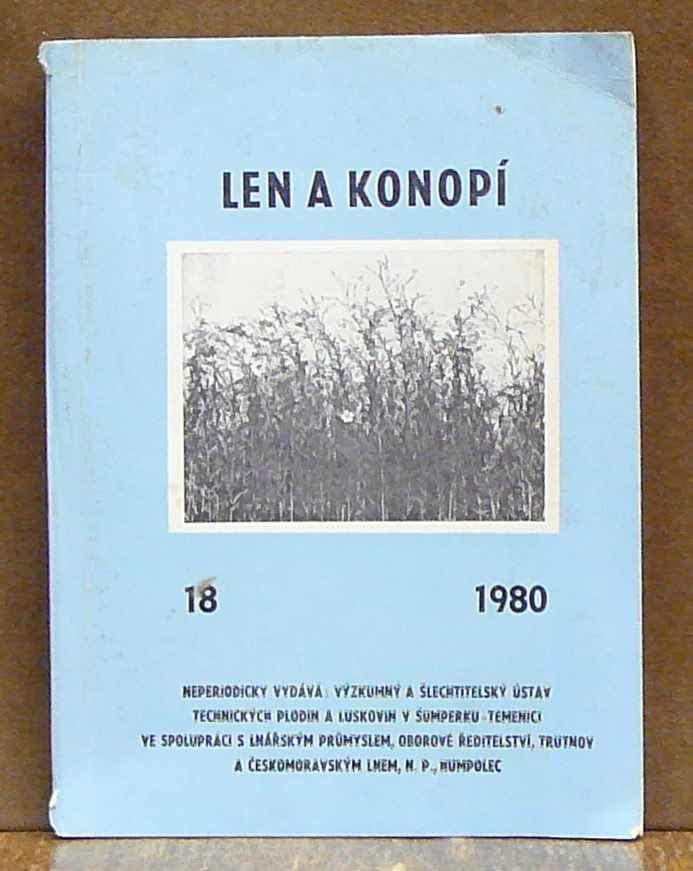 LEN A KONOPÍ
18 1980
NEPERIODICKY VYDÁVÁ: VÝZKUMNÝ A ŠLECHTITELSKÝ ÚSTAV
TECHNICKÝCH PLODIN A LUSKOVIN V ŠUMPERKU-TEMENICI
VE SPOLUPRÁCI S LNÁŘSKÝM PRŮMYSLEM, OBOROVÉ ŘEDITELSTVÍ, TRUTNOV
A ČESKOMORAVSKÝM LNEM, N. P., HUMPOLEC